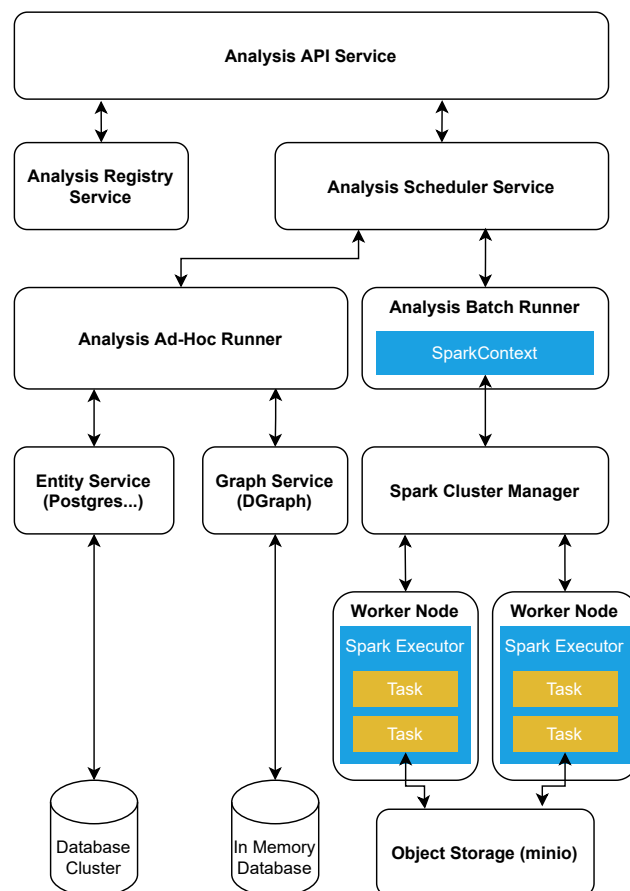 Analysis API Service
Analysis Registry
Service
Analysis Scheduler Service
Analysis Ad-Hoc Runner
Analysis Batch Runner
SparkContext
Entity Service
(Postgres...)
Graph Service
(DGraph)
Spark Cluster Manager
Worker Node
Spark Executor
Task
Task
Worker Node
Spark Executor
Task
Task
Database
Cluster
In Memory
Database
Object Storage (minio)